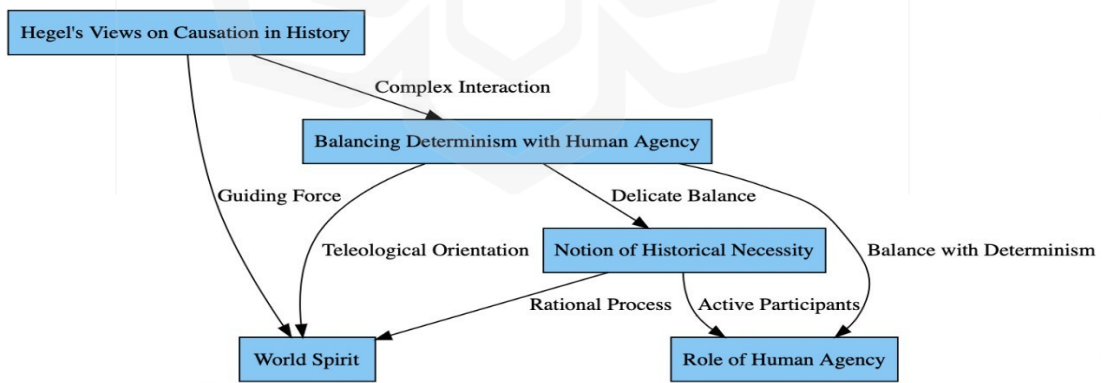 Hegel's Views on Causation in History
Complex Interaction
Balancing Determinism with Human Agency
Guiding Force
Delicate Balance
Teleological Orientation
Notion of Historical Necessity
Balance with Determinism
Rational Process
Active Participants
World Spirit
Role of Human Agency